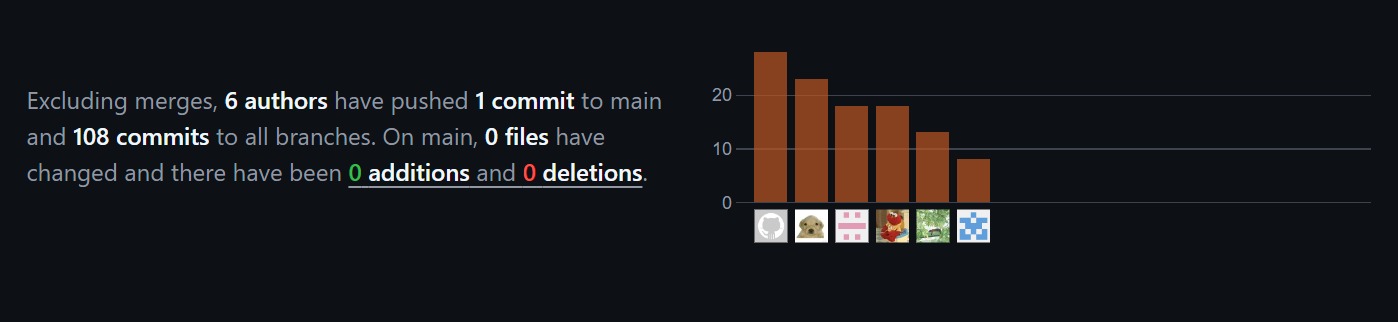 Excluding merges, 6 authors have pushed 1 commit to main
and 108 commits to all branches. On main, 0 files have
changed and there have been 0 additions and 0 deletions.
20
10
0